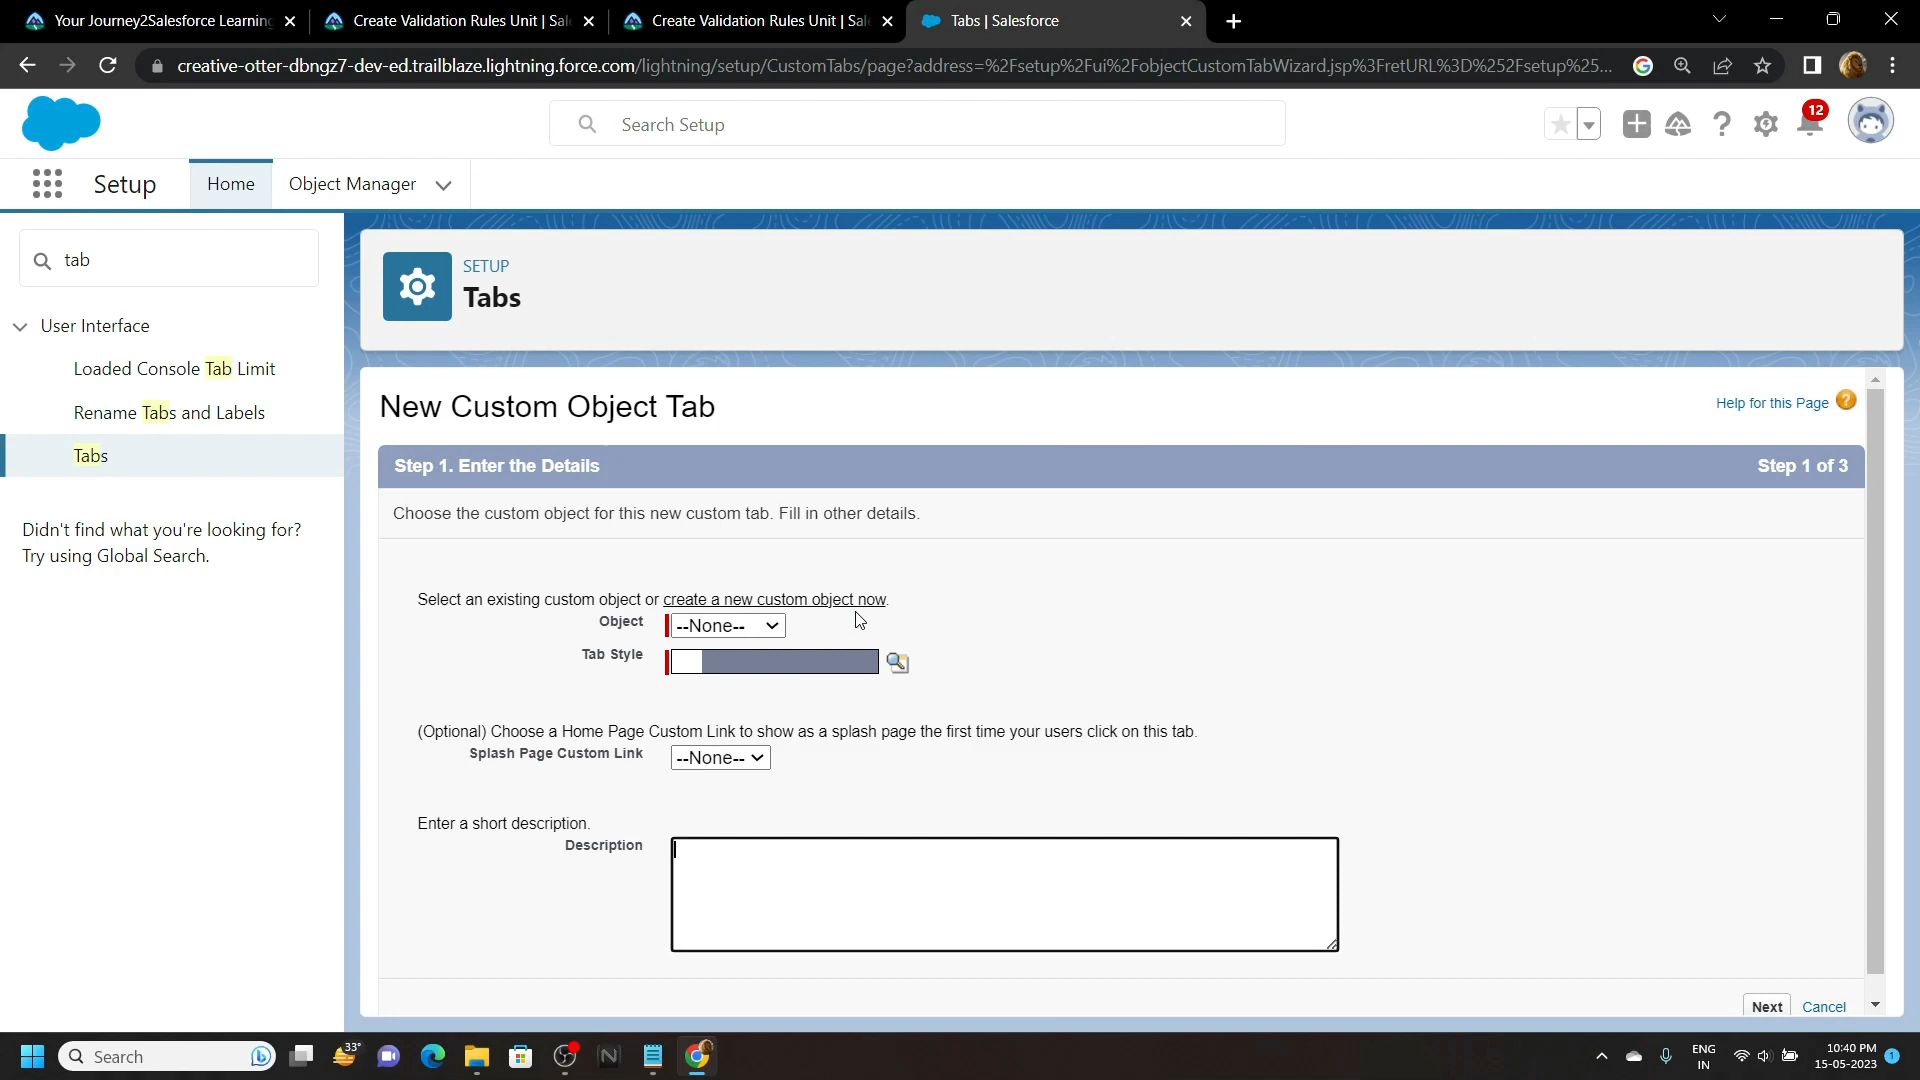 Your Journey2Salesforce Learning
Create Validation Rules Unit | Sal
Create Validation Rules Unit | Sal
Tabs | Salesforce
creative-otter-dbngz7-dev-ed.trailblaze.lightning.force.com/lightning/setup/CustomTabs/page?address=%2Fsetup%2Fui%2FobjectCustomTabWizard.jsp%3FretURL%3D%252Fsetup%25...
Search Setup
12
Setup
Home
Object Manager
tab
SETUP
Tabs
User Interface
Loaded Console Tab Limit
Rename Tabs and Labels
Tabs
Didn't find what you're looking for?
Try using Global Search.
New Custom Object Tab
Help for this Page
Step 1. Enter the Details
Step 1 of 3
Choose the custom object for this new custom tab. Fill in other details.
Select an existing custom object or create a new custom object now.
Object
--None--
Tab Style
(Optional) Choose a Home Page Custom Link to show as a splash page the first time your users click on this tab.
Splash Page Custom Link
--None--
Enter a short description.
Description
Next
Cancel
Search
33°
ENG
IN
10:40 PM
15-05-2023
1